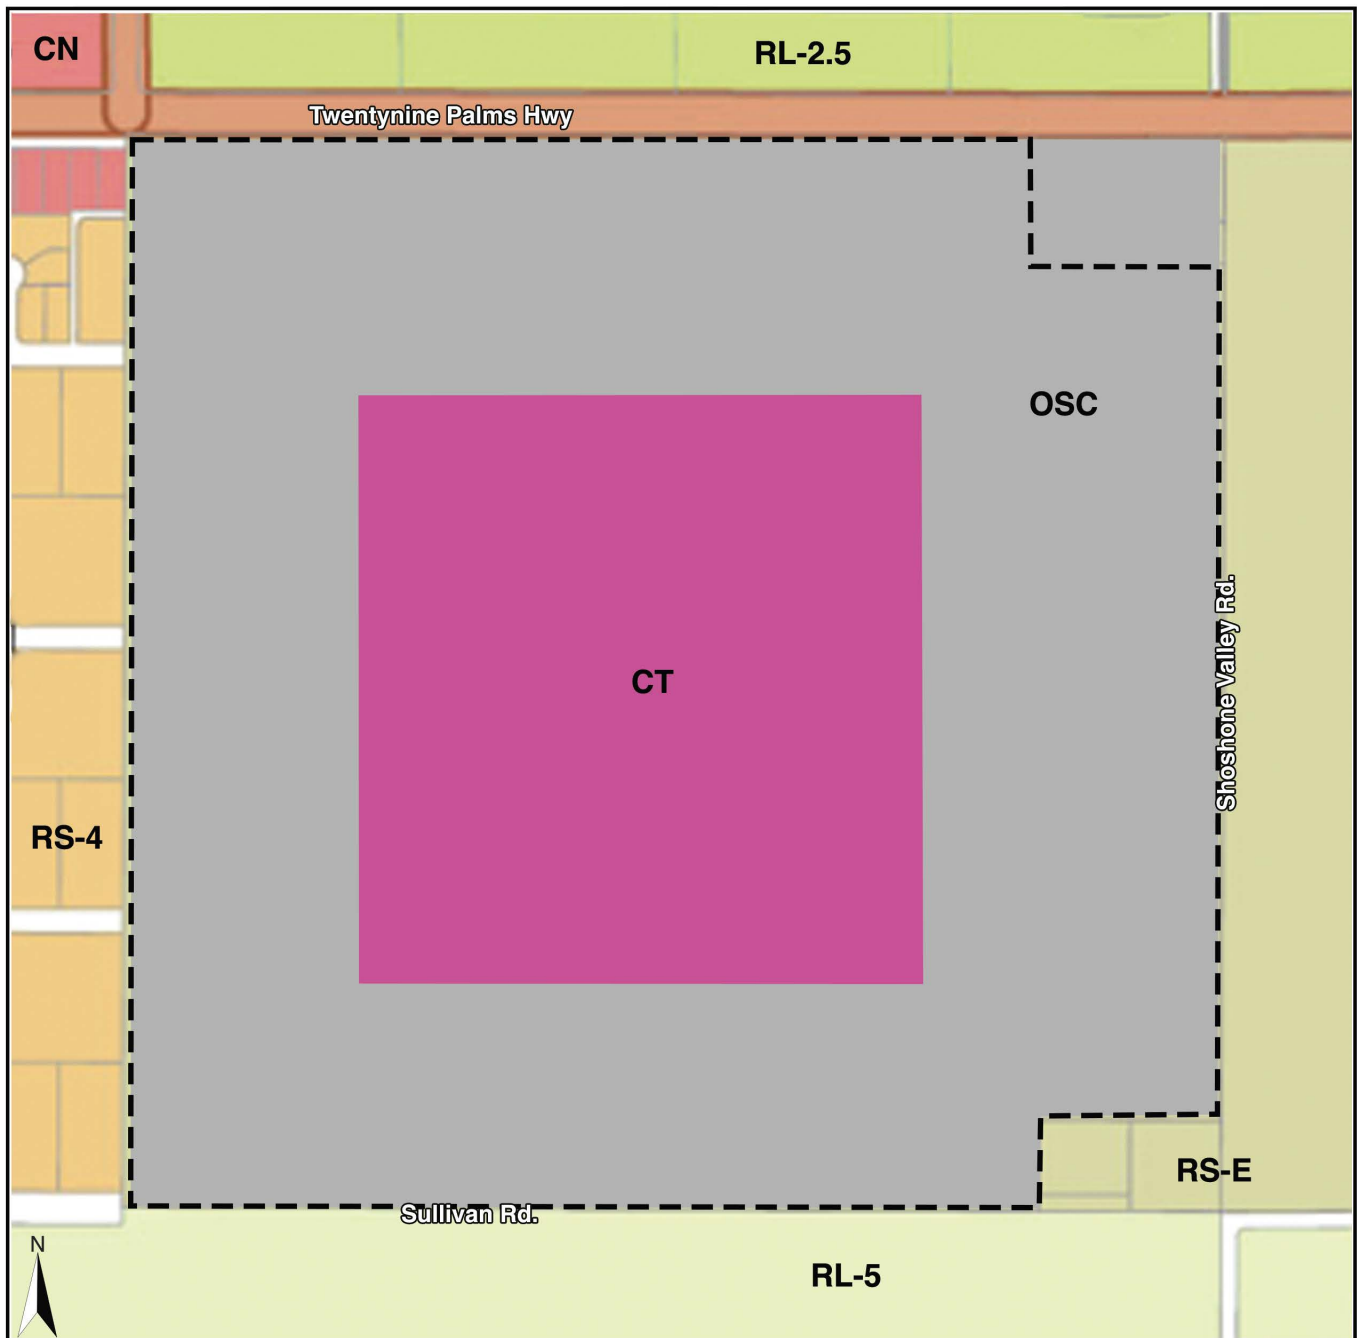 CN
RL-2.5
Twentynine Palms Hwy
OSC
CT
Shoshone Valley Rd.
RS-4
RS-E
Sullivan Rd.
N
RL-5